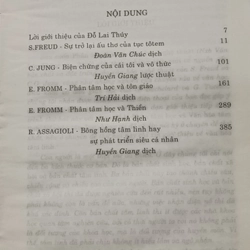 NỘI DUNG
Lời giới thiệu của Đỗ Lai Thúy 7
S.FREUD - Sự trở lại ấu thơ của tục tôtem 11
Đoàn Văn Chúc dịch
C. JUNG - Biện chứng của cái tôi và vô thức 101
Huyền Giang lược thuật
E. FROMM - Phân tâm học và tôn giáo 161
Trí Hải dịch
E. FROMM - Phân tâm học và Thiền 289
Như Hạnh dịch
R. ASSAGIOLI - Bông hồng tâm linh hay 385
sự phát triển siêu cá nhân
Huyền Giang dịch